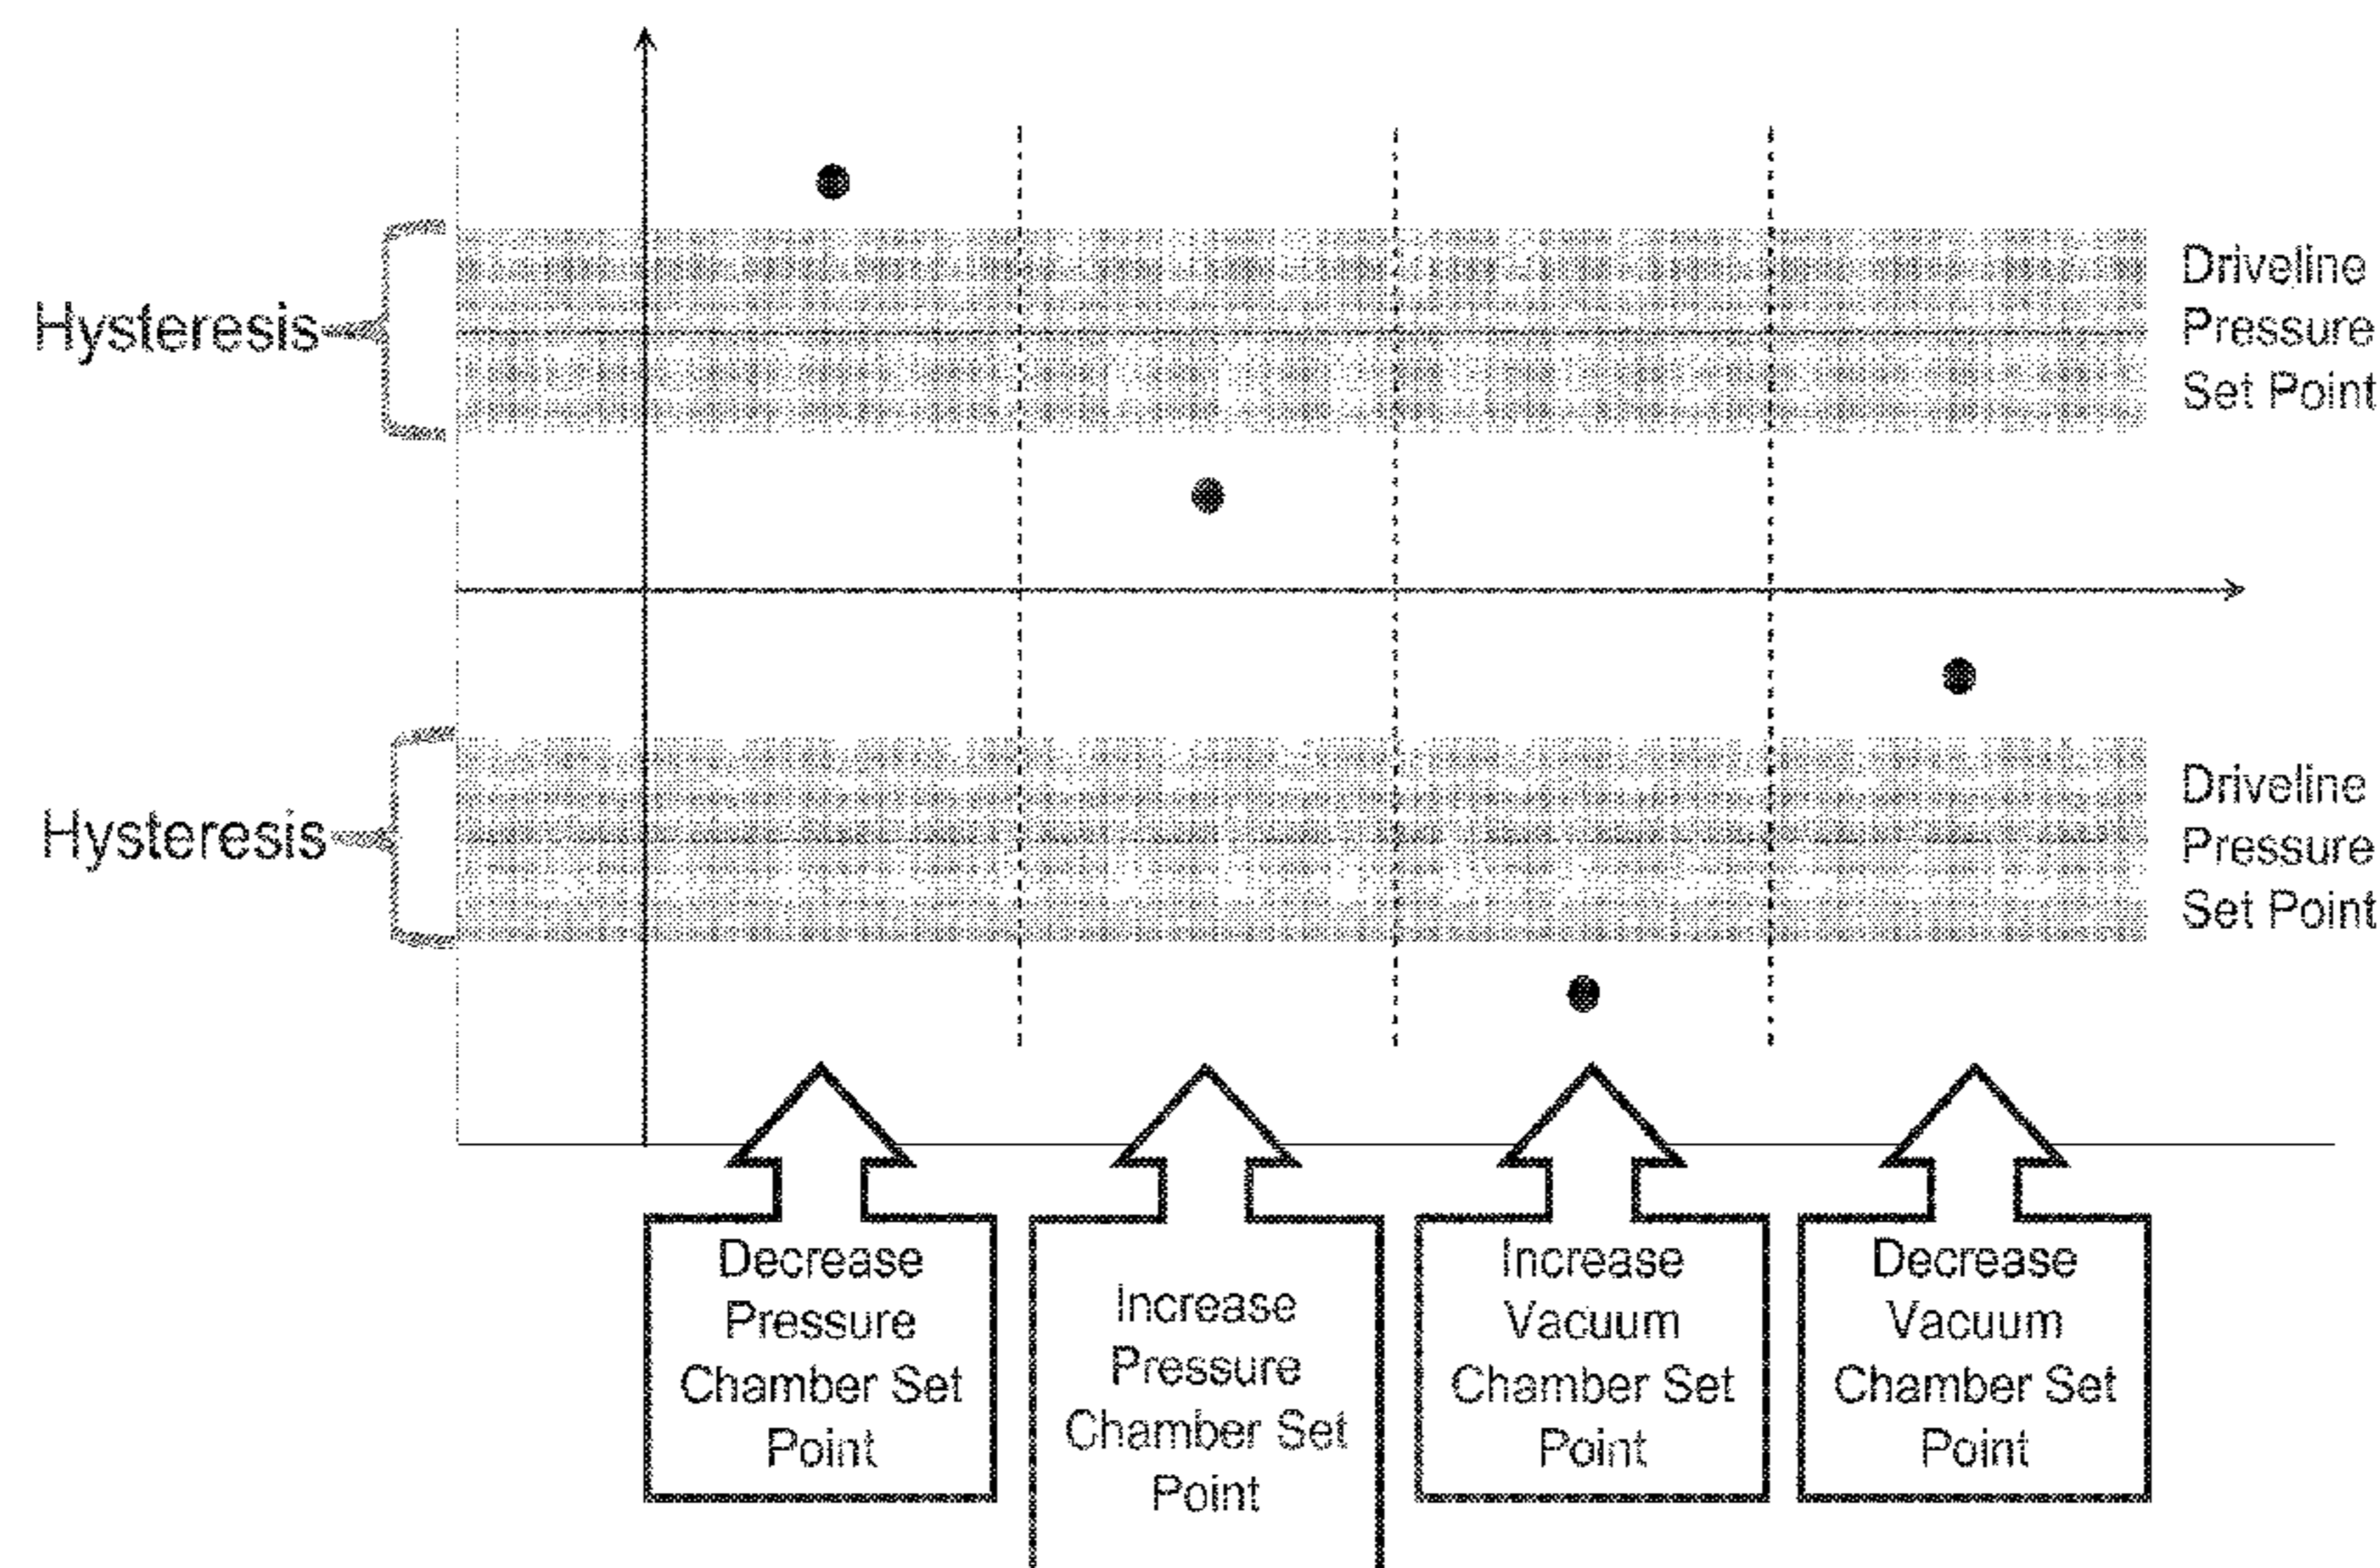 Hysteresis
Driveline
Pressure
Set Point
Hysteresis
Driveline
Pressure
Set Point
Decrease
Pressure
Chamber Set
Point
Increase
Pressure
Chamber Set
Point
Increase
Vacuum
Chamber Set
Point
Decrease
Vacuum
Chamber Set
Point